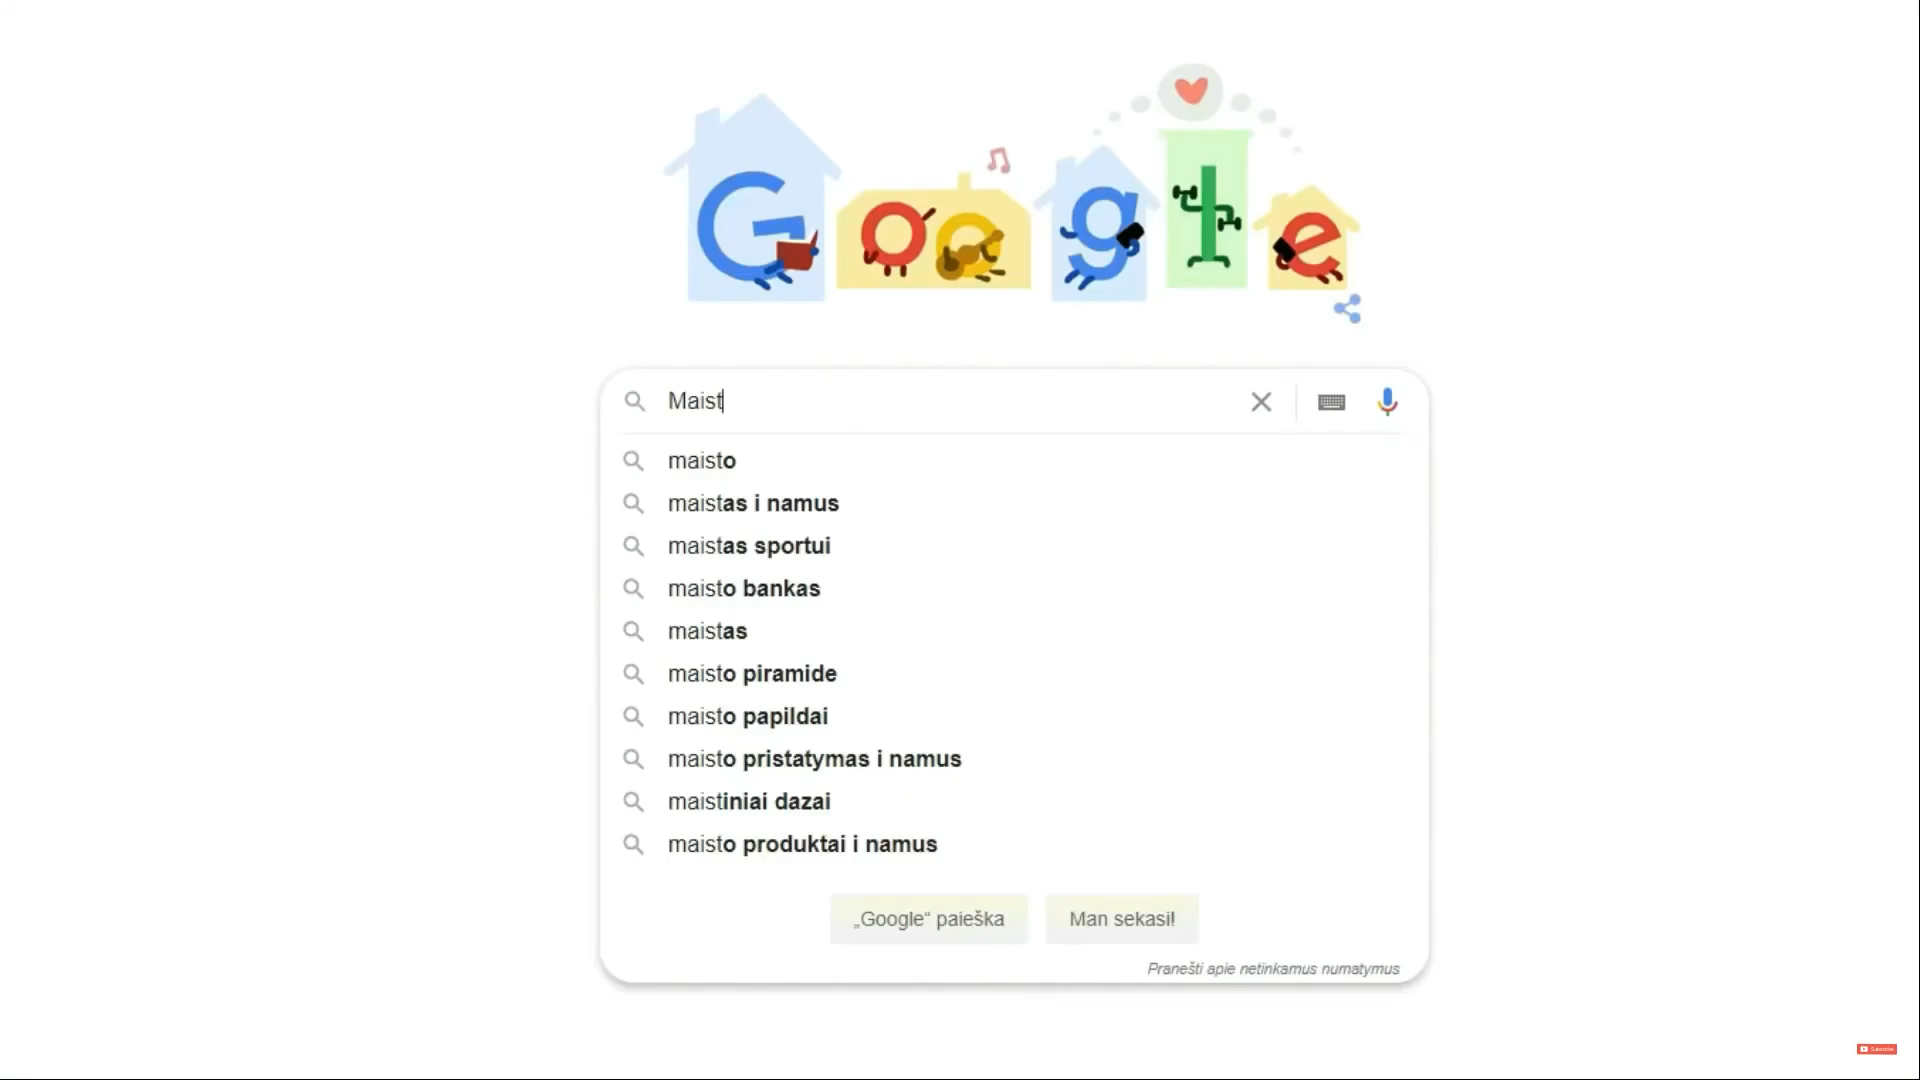 Google
Maist
maisto
maistas i namus
maistas sportui
maisto bankas
maistas
maisto piramide
maisto papildai
maisto pristatymas i namus
maistiniai dazai
maisto produktai i namus
„Google“ paieška
Man sekasi!
Pranešti apie netinkamus numatymus
Subscribe